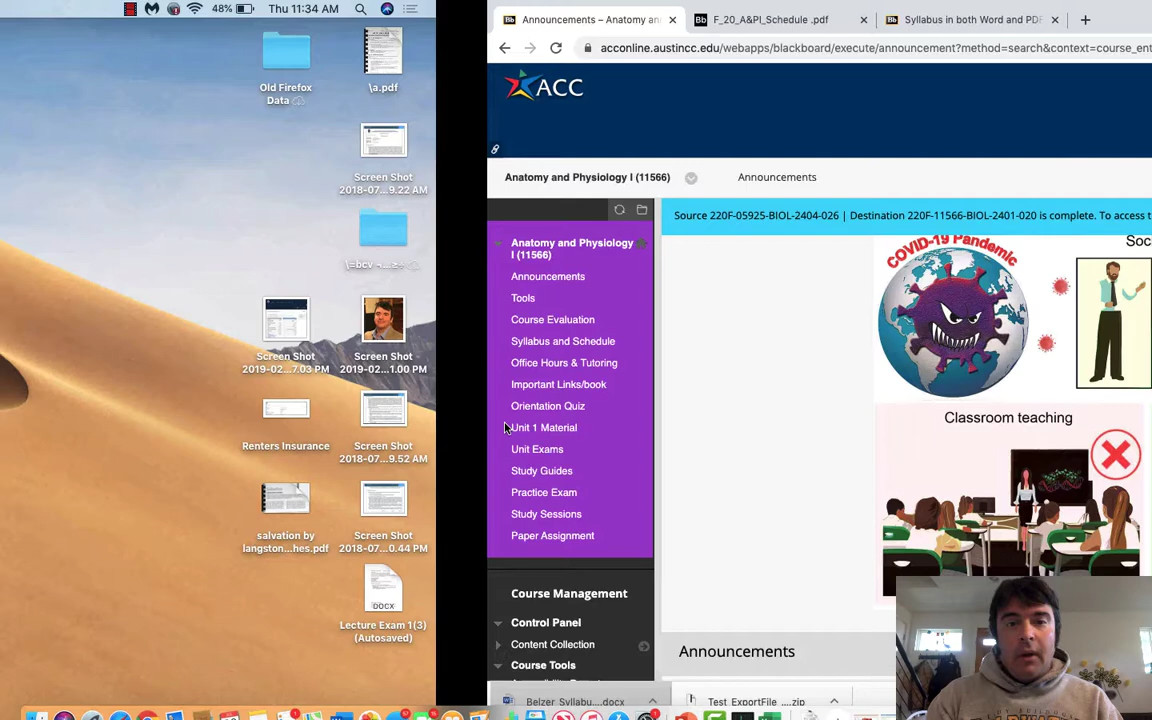 48%
Thu 11:34 AM
Old Firefox
Data
\a.pdf
Screen Shot
2018-07...9.22 AM
Screen Shot
2019-02...7.03 PM
Screen Shot
2019-02...1.00 PM
Renters Insurance
Screen Shot
2018-07...9.52 AM
salvation by
langston...hes.pdf
Screen Shot
2018-07...0.44 PM
DOCX
Lecture Exam 1(3)
(Autosaved)
Bb Announcements – Anatomy an
Bb F_20_A&PI_Schedule .pdf
Bb Syllabus in both Word and PDF
acconline.austincc.edu/webapps/blackboard/execute/announcement?method=search&context=course_ent
ACC
Anatomy and Physiology I (11566)
Announcements
Source 220F-05925-BIOL-2404-026 | Destination 220F-11566-BIOL-2401-020 is complete. To access t
Anatomy and Physiology
I (11566)
Announcements
Tools
Course Evaluation
Syllabus and Schedule
Office Hours & Tutoring
Important Links/book
Orientation Quiz
Unit 1 Material
Unit Exams
Study Guides
Practice Exam
Study Sessions
Paper Assignment
Course Management
Control Panel
Content Collection
Course Tools
COVID-19 Pandemic
Soc
Classroom teaching
Announcements
Belzer Syllabu....docx
Test_ExportFile_....zip